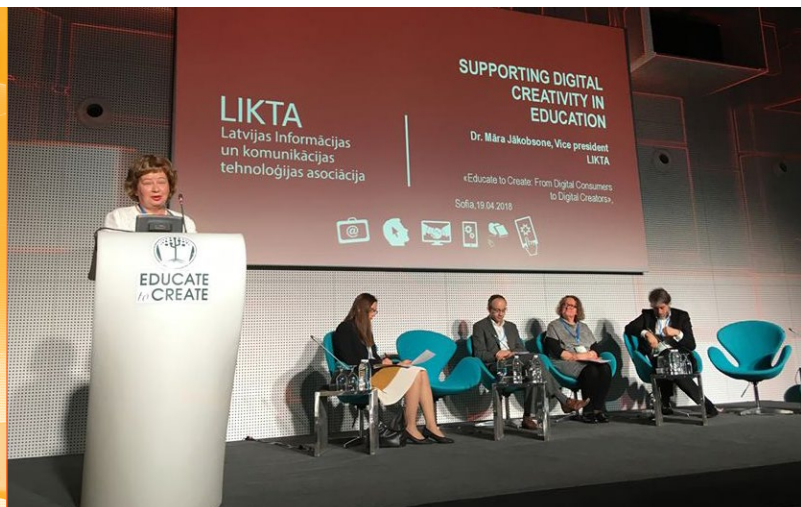 LIKTA
Latvijas Informācijas
un komunikācijas
tehnoloģijas asociācija
SUPPORTING DIGITAL
CREATIVITY IN
EDUCATION
Dr. Māra Jākobsone, Vice president
LIKTA
«Educate to Create: From Digital Consumers
to Digital Creators»,
Sofia,19.04.2018
@
EDUCATE
to CREATE